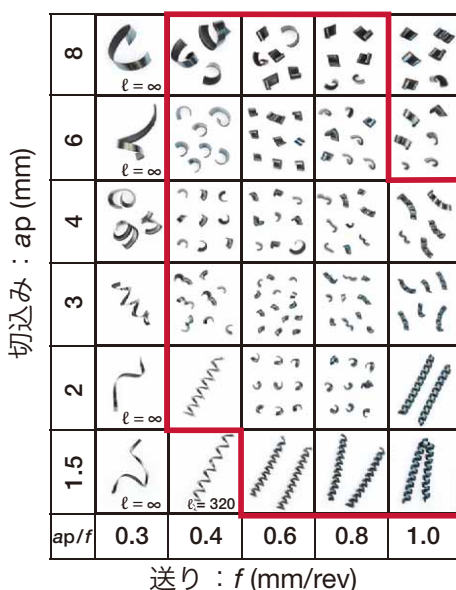 切込み : ap (mm)
8
ℓ = ∞
6
ℓ = ∞
4
3
2
ℓ = ∞
1.5
ℓ = ∞
ℓ = 320
ap/f 0.3 0.4 0.6 0.8 1.0
送り : f (mm/rev)